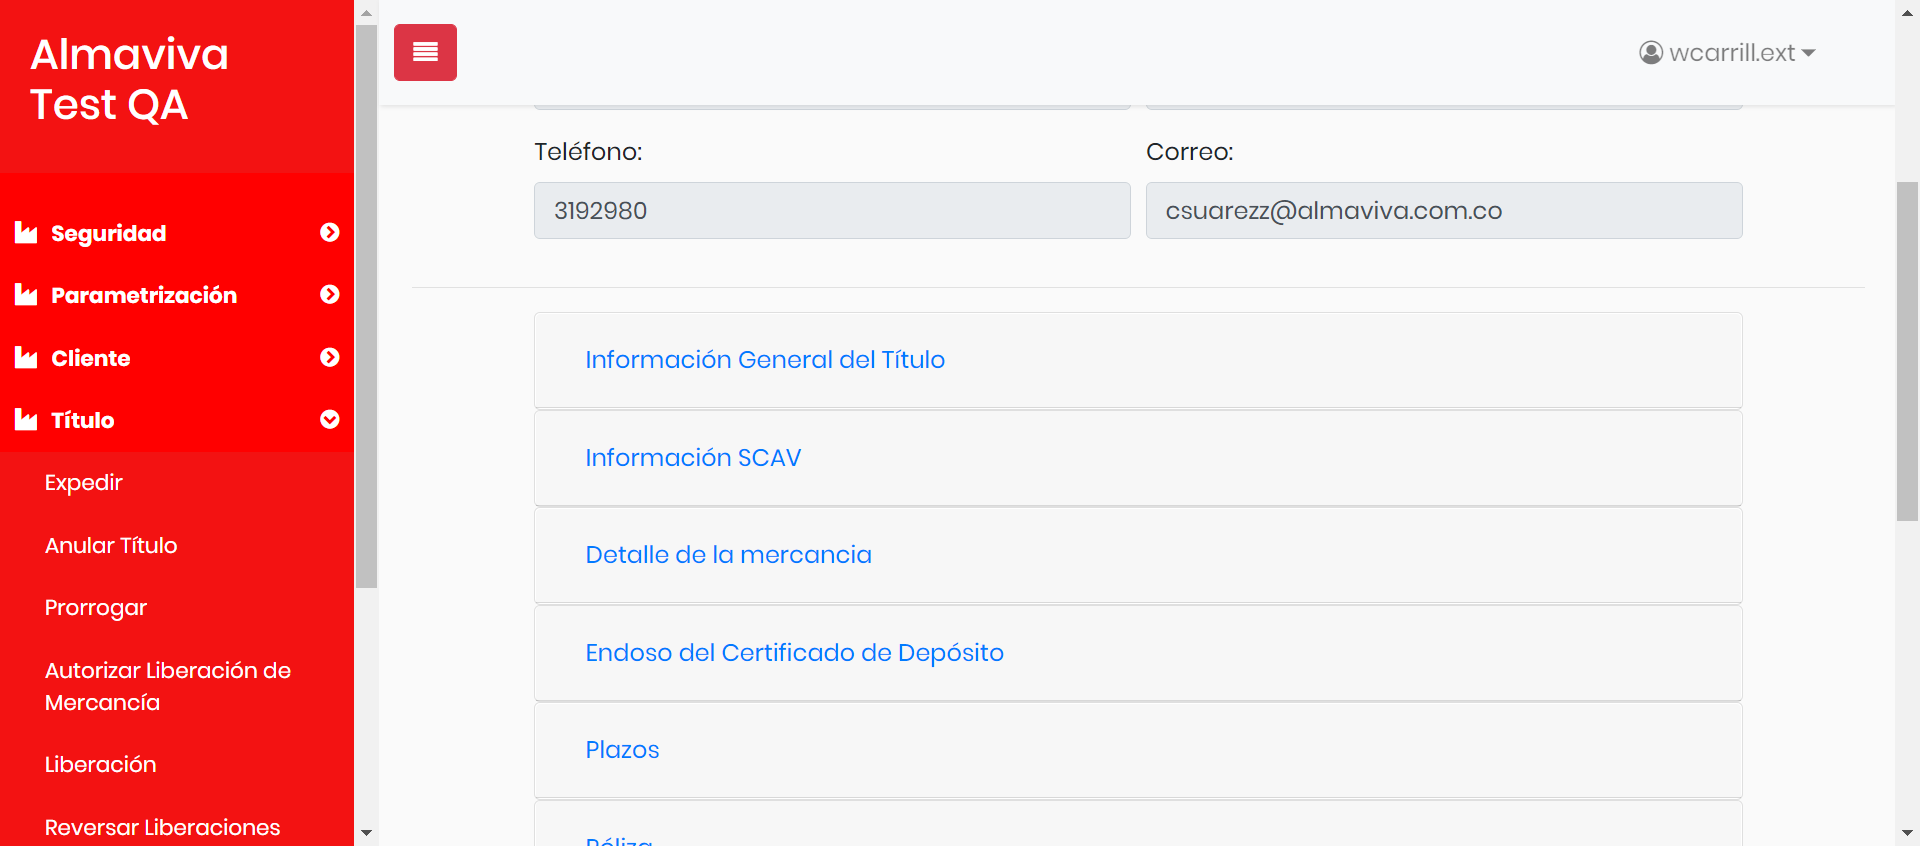 Almaviva
Test QA
wcarrill.ext
Seguridad
Parametrización
Cliente
Título
Expedir
Anular Título
Prorrogar
Autorizar Liberación de
Mercancía
Liberación
Reversar Liberaciones
Teléfono:
Correo:
3192980
csuarezz@almaviva.com.co
Información General del Título
Información SCAV
Detalle de la mercancia
Endoso del Certificado de Depósito
Plazos
Póliza